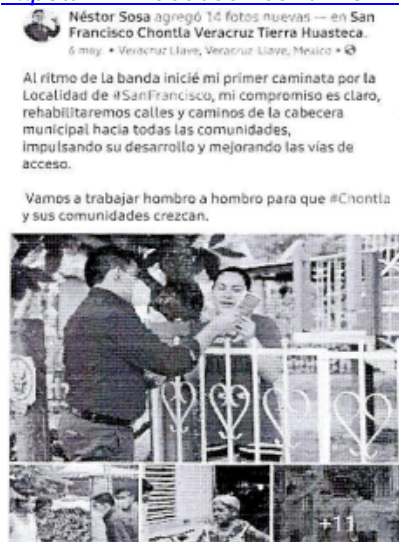 Néstor Sosa agregó 14 fotos nuevas — en San
Francisco Chontla Veracruz Tierra Huasteca.
6 may. • Veracruz Llave, Veracruz-Llave, Mexico •
Al ritmo de la banda inicié mi primer caminata por la
Localidad de #SanFrancisco, mi compromiso es claro,
rehabilitaremos calles y caminos de la cabecera
municipal hacia todas las comunidades,
impulsando su desarrollo y mejorando las vías de
acceso.
Vamos a trabajar hombro a hombro para que #Chontla
y sus comunidades crezcan.
+11